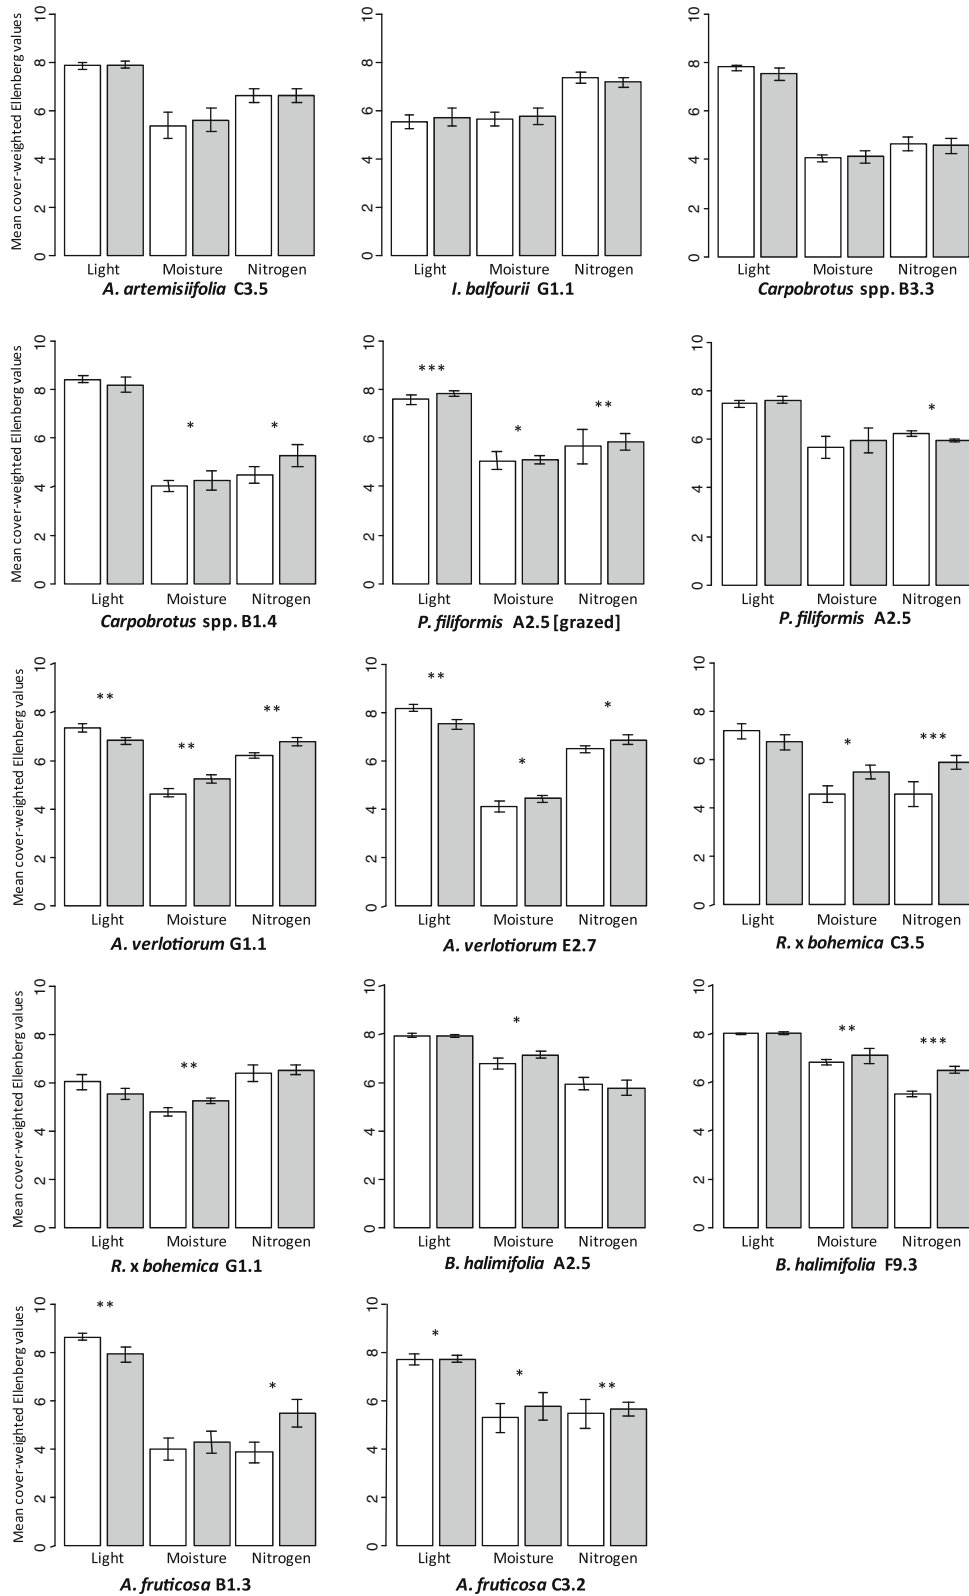 Mean cover-weighted Ellenberg values
0 2 4 6 8 10
Light Moisture Nitrogen
A. artemisiifolia C3.5
0 2 4 6 8 10
Light Moisture Nitrogen
I. balfourii G1.1
0 2 4 6 8 10
Light Moisture Nitrogen
Carpobrotus spp. B3.3
Mean cover-weighted Ellenberg values
0 2 4 6 8 10
* *
Light Moisture Nitrogen
Carpobrotus spp. B1.4
0 2 4 6 8 10
*** * **
Light Moisture Nitrogen
P. filiformis A2.5 [grazed]
0 2 4 6 8 10
*
Light Moisture Nitrogen
P. filiformis A2.5
Mean cover-weighted Ellenberg values
0 2 4 6 8 10
** ** **
Light Moisture Nitrogen
A. verlotiorum G1.1
0 2 4 6 8 10
** * *
Light Moisture Nitrogen
A. verlotiorum E2.7
0 2 4 6 8 10
* ***
Light Moisture Nitrogen
R. x bohemica C3.5
Mean cover-weighted Ellenberg values
0 2 4 6 8 10
**
Light Moisture Nitrogen
R. x bohemica G1.1
0 2 4 6 8 10
*
Light Moisture Nitrogen
B. halimifolia A2.5
0 2 4 6 8 10
** ***
Light Moisture Nitrogen
B. halimifolia F9.3
Mean cover-weighted Ellenberg values
0 2 4 6 8 10
** *
Light Moisture Nitrogen
A. fruticosa B1.3
0 2 4 6 8 10
* * **
Light Moisture Nitrogen
A. fruticosa C3.2